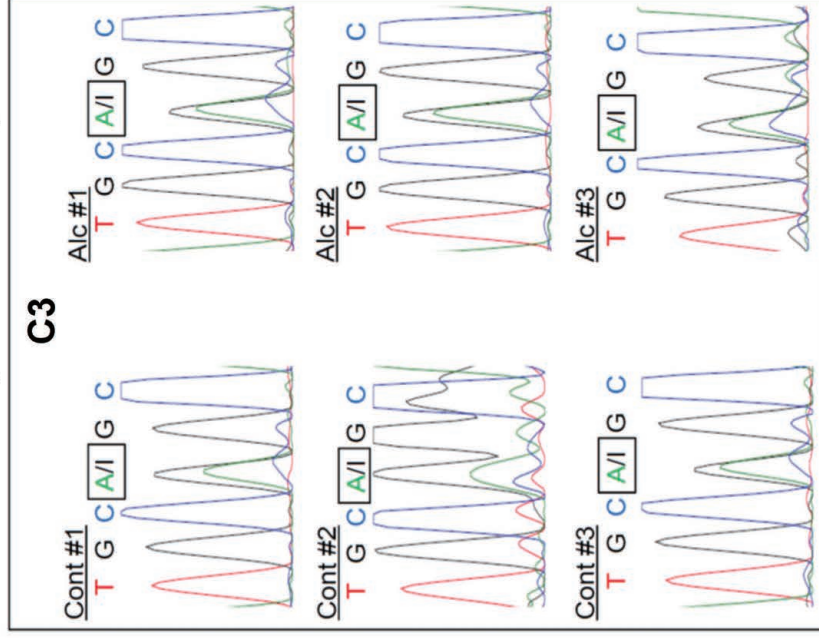 C3
Cont #1
T G C A/I G C
Alc #1
T G C A/I G C
Cont #2
T G C A/I G C
Alc #2
T G C A/I G C
Cont #3
T G C A/I G C
Alc #3
T G C A/I G C